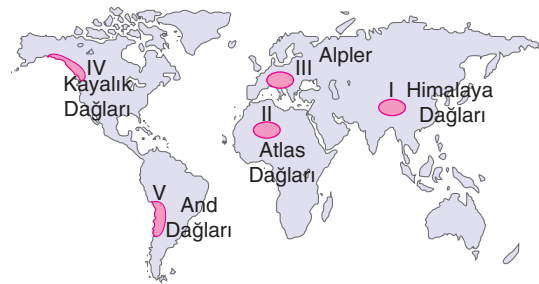 IV
Kayalık
Dağları
III Alpler
I Himalaya
Dağları
II
Atlas
Dağları
V And
Dağları